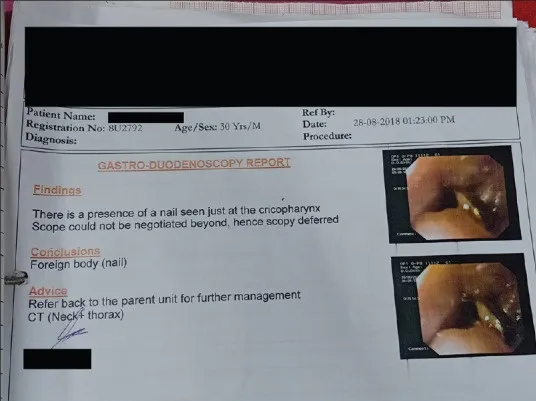 Patient Name:
Ref By:
Registration No: 8U2792 Age/Sex: 30 Yrs/M
Date: 28-08-2018 01:23:00 PM
Diagnosis:
Procedure:
GASTRO-DUODENOSCOPY REPORT
Findings
There is a presence of a nail seen just at the cricopharynx
Scope could not be negotiated beyond, hence scopy deferred
Conclusions
Foreign body (nail)
Advice
Refer back to the parent unit for further management
CT (Neck+ thorax)